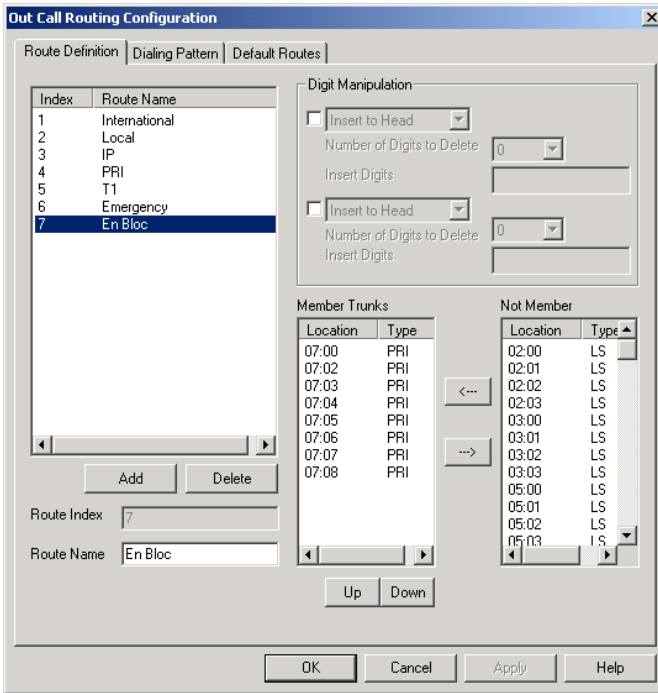 Out Call Routing Configuration
Route Definition Dialing Pattern Default Routes
Index Route Name
1 International
2 Local
3 IP
4 PRI
5 T1
6 Emergency
7 En Bloc
Add Delete
Route Index 7
Route Name En Bloc
Digit Manipulation
Insert to Head
Number of Digits to Delete 0
Insert Digits
Insert to Head
Number of Digits to Delete 0
Insert Digits
Member Trunks
Location Type
07:00 PRI
07:02 PRI
07:03 PRI
07:04 PRI
07:05 PRI
07:06 PRI
07:07 PRI
07:08 PRI
Up Down
<---
--->
Not Member
Location Type
02:00 LS
02:01 LS
02:02 LS
02:03 LS
03:00 LS
03:01 LS
03:02 LS
03:03 LS
05:00 LS
05:01 LS
05:02 LS
05:03 LS
OK Cancel Apply Help